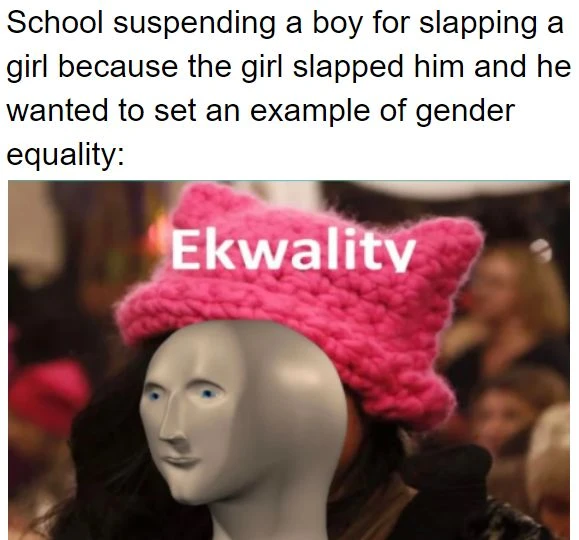 School suspending a boy for slapping a
girl because the girl slapped him and he
wanted to set an example of gender
equality:
Ekwality